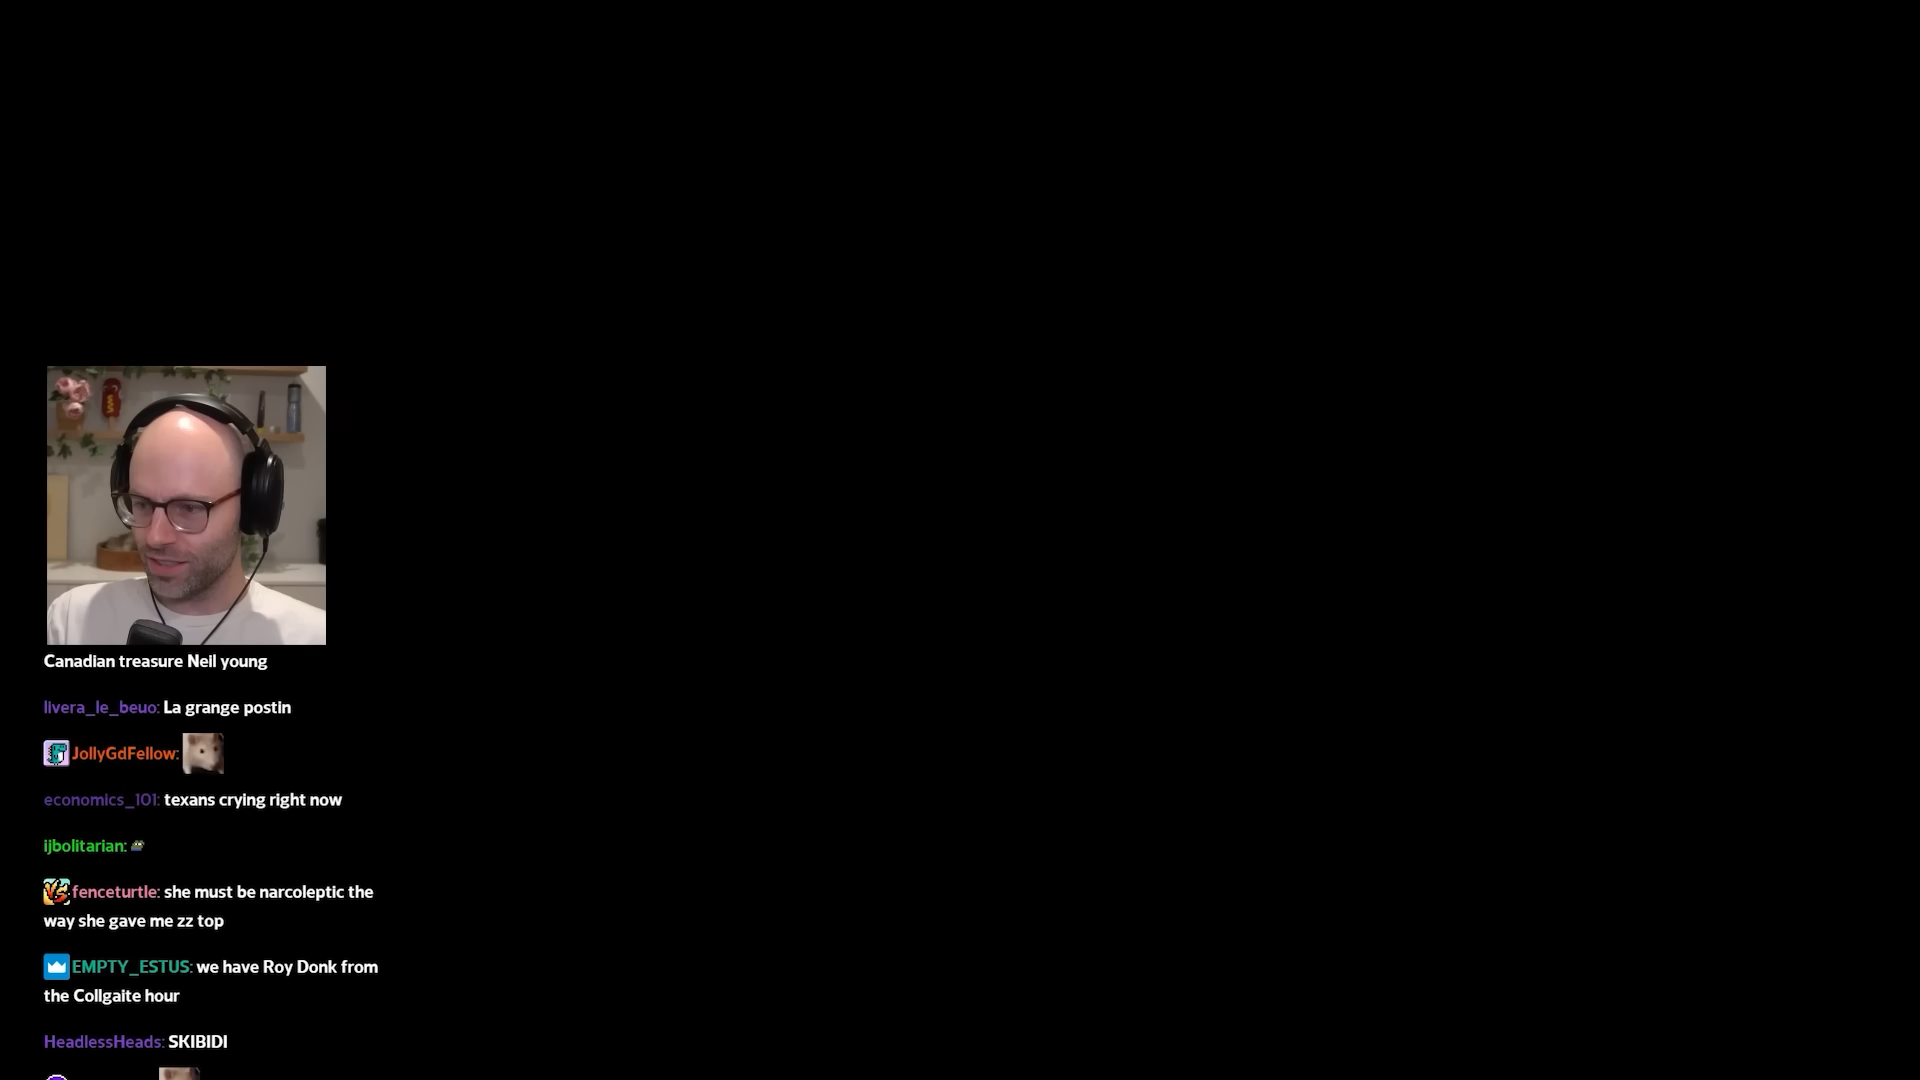 Canadian treasure Neil young
livera_le_beuo: La grange postin
JollyGdFellow:
economics_101: texans crying right now
ijbolitarian:
fenceturtle: she must be narcoleptic the
way she gave me zz top
EMPTY_ESTUS: we have Roy Donk from
the Collgaite hour
HeadlessHeads: SKIBIDI